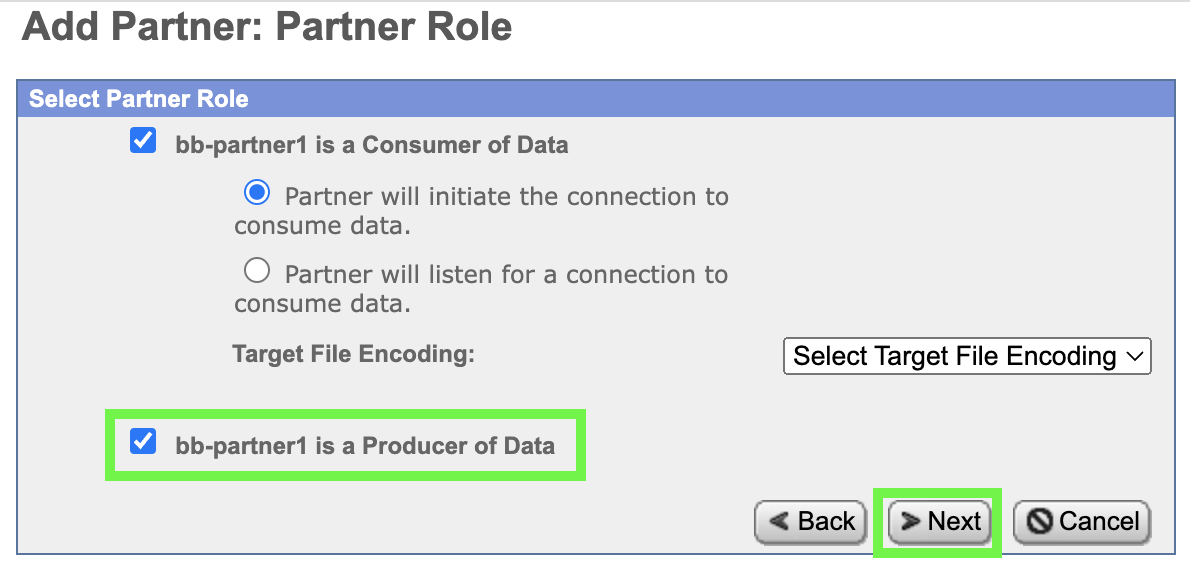 Add Partner: Partner Role
Select Partner Role
bb-partner1 is a Consumer of Data
Partner will initiate the connection to
consume data.
Partner will listen for a connection to
consume data.
Target File Encoding:
Select Target File Encoding
bb-partner1 is a Producer of Data
Back
Next
Cancel